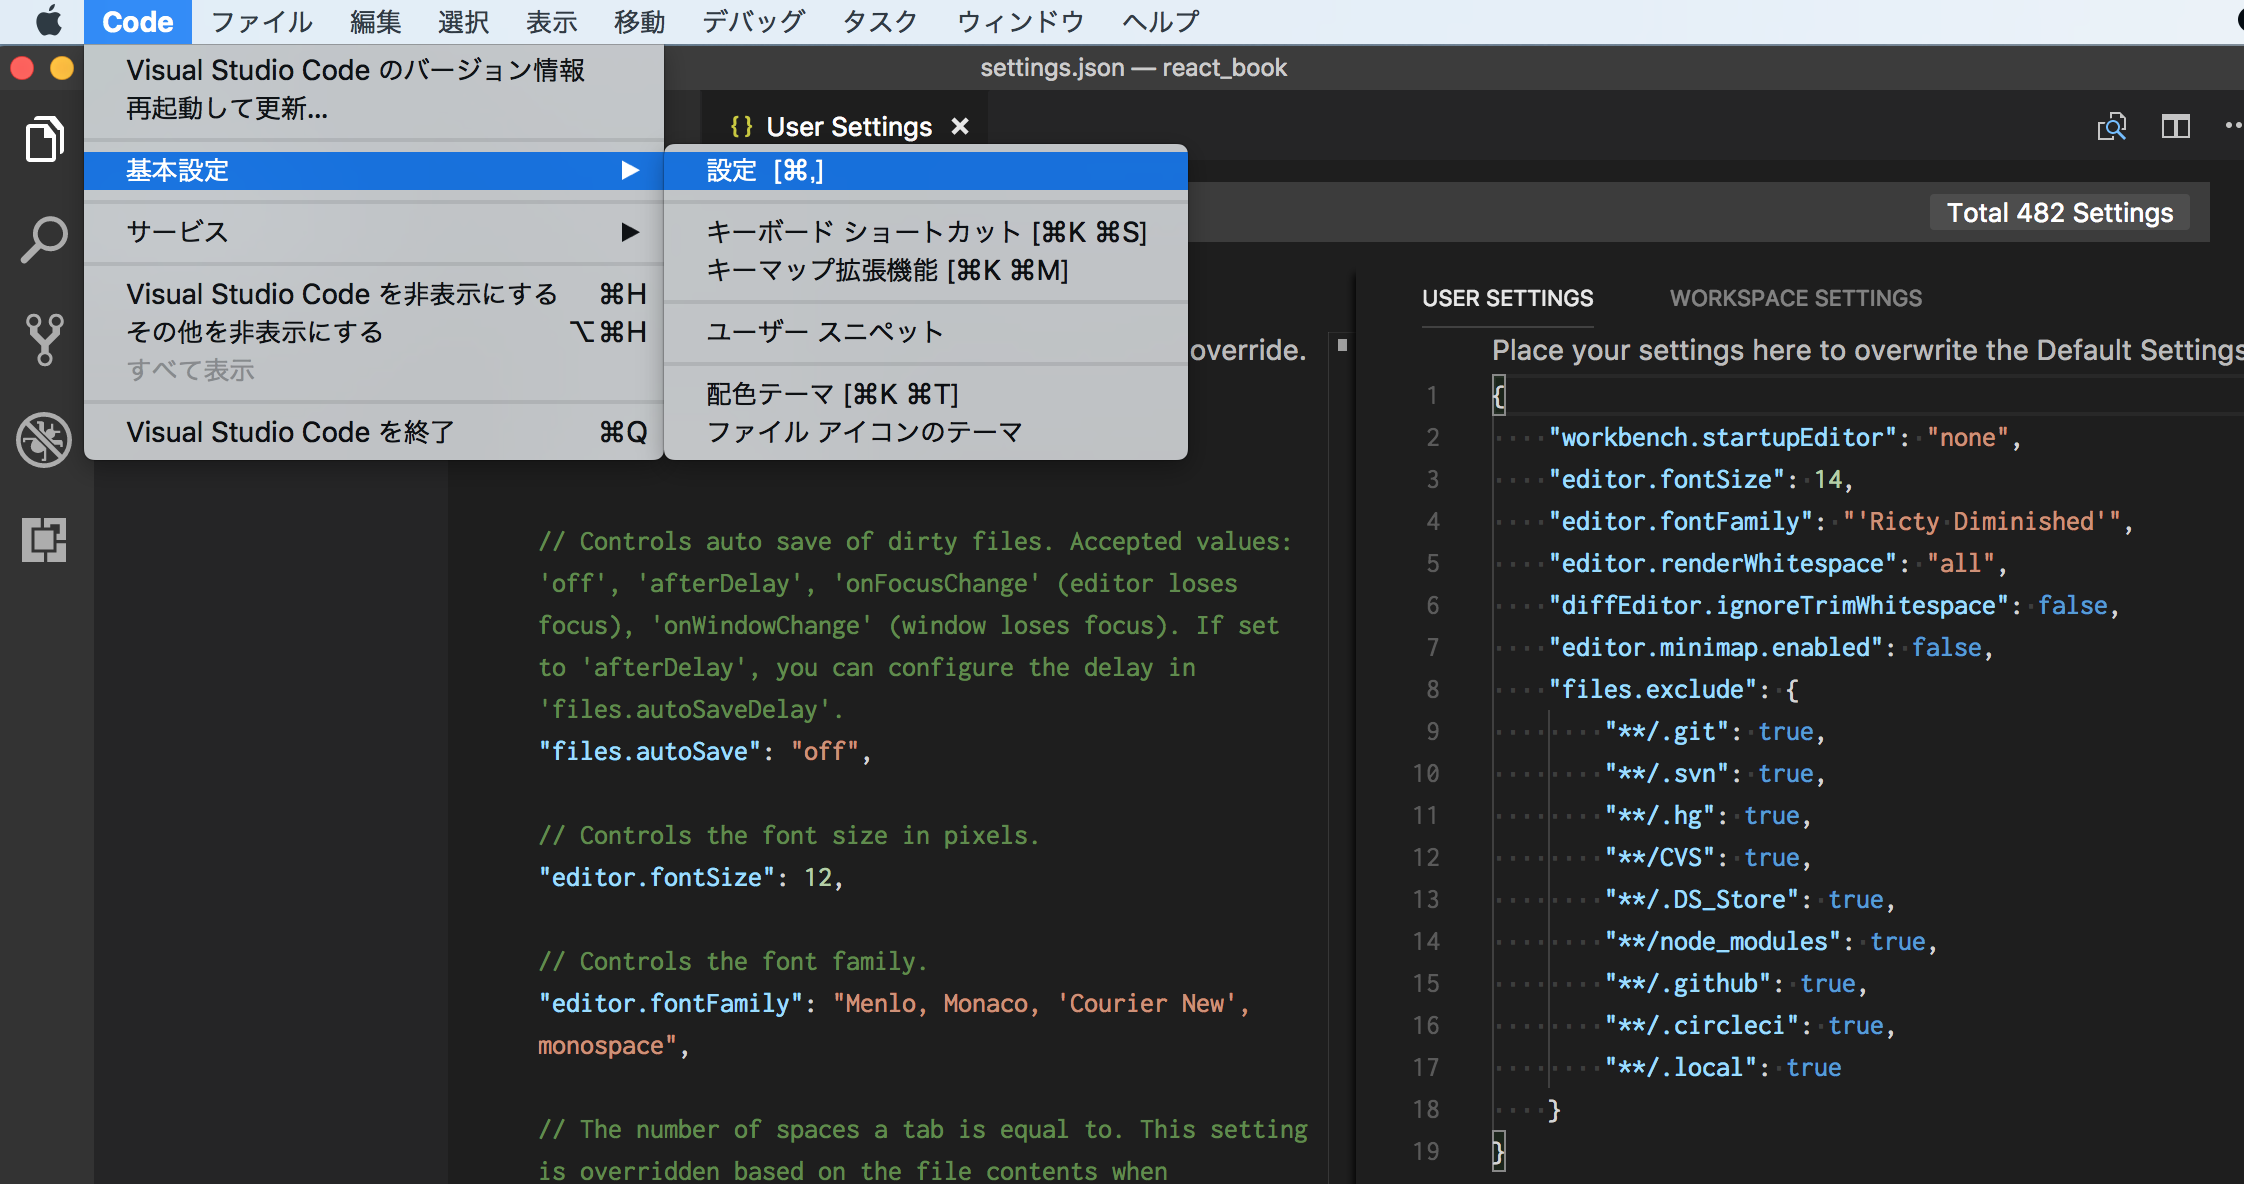 Code ファイル 編集 選択 表示 移動 デバッグ タスク ウィンドウ ヘルプ
settings.json — react_book
Visual Studio Code のバージョン情報
再起動して更新...
基本設定 ▶
サービス ▶
Visual Studio Code を非表示にする ⌘H
その他を非表示にする ⌥⌘H
すべて表示
Visual Studio Code を終了 ⌘Q
設定 [⌘,]
キーボード ショートカット [⌘K ⌘S]
キーマップ拡張機能 [⌘K ⌘M]
ユーザー スニペット
配色テーマ [⌘K ⌘T]
ファイル アイコンのテーマ
{} User Settings ×
Total 482 Settings
override.
// Controls auto save of dirty files. Accepted values:
'off', 'afterDelay', 'onFocusChange' (editor loses
focus), 'onWindowChange' (window loses focus). If set
to 'afterDelay', you can configure the delay in
'files.autoSaveDelay'.
"files.autoSave": "off",
// Controls the font size in pixels.
"editor.fontSize": 12,
// Controls the font family.
"editor.fontFamily": "Menlo, Monaco, 'Courier New',
monospace",
// The number of spaces a tab is equal to. This setting
is overridden based on the file contents when
USER SETTINGS WORKSPACE SETTINGS
Place your settings here to overwrite the Default Settings
1 {
2 "workbench.startupEditor": "none",
3 "editor.fontSize": 14,
4 "editor.fontFamily": "'Ricty Diminished'",
5 "editor.renderWhitespace": "all",
6 "diffEditor.ignoreTrimWhitespace": false,
7 "editor.minimap.enabled": false,
8 "files.exclude": {
9 "**/.git": true,
10 "**/.svn": true,
11 "**/.hg": true,
12 "**/CVS": true,
13 "**/.DS_Store": true,
14 "**/node_modules": true,
15 "**/.github": true,
16 "**/.circleci": true,
17 "**/.local": true
18 }
19 }